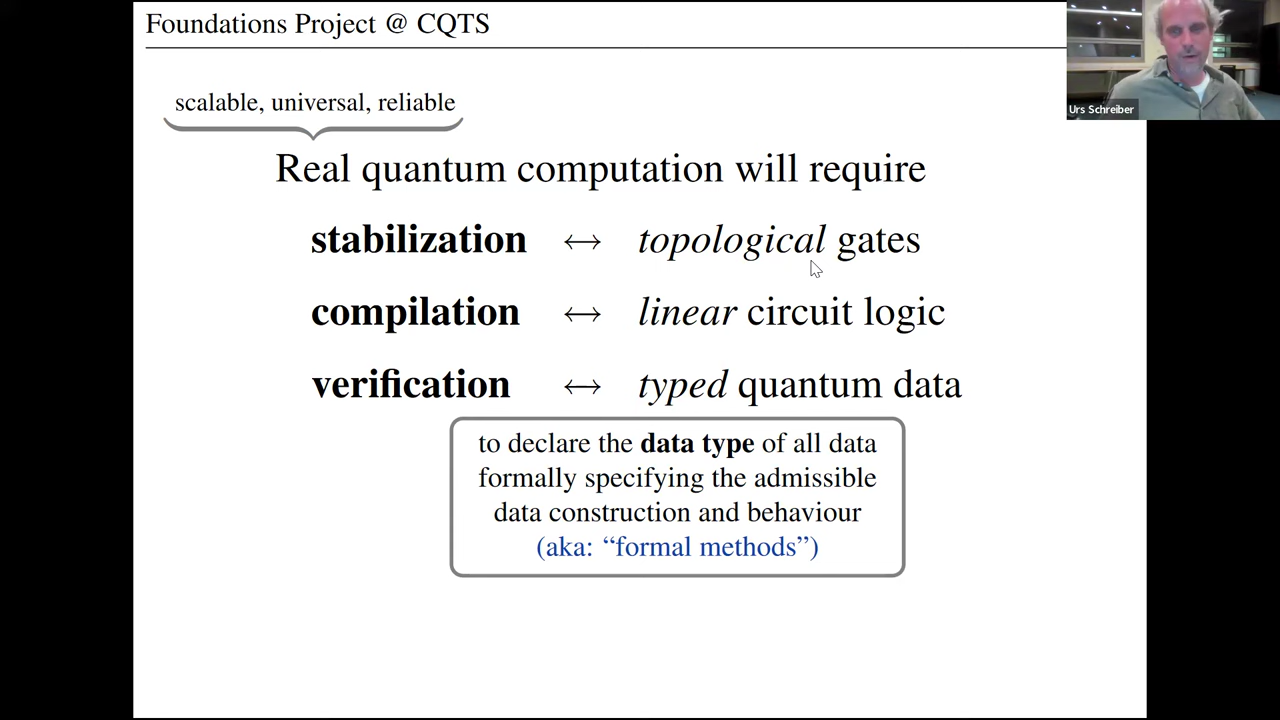 Foundations Project @ CQTS
Urs Schreiber
scalable, universal, reliable
Real quantum computation will require
stabilization ↔ topological gates
compilation ↔ linear circuit logic
verification ↔ typed quantum data
to declare the data type of all data
formally specifying the admissible
data construction and behaviour
(aka: “formal methods”)